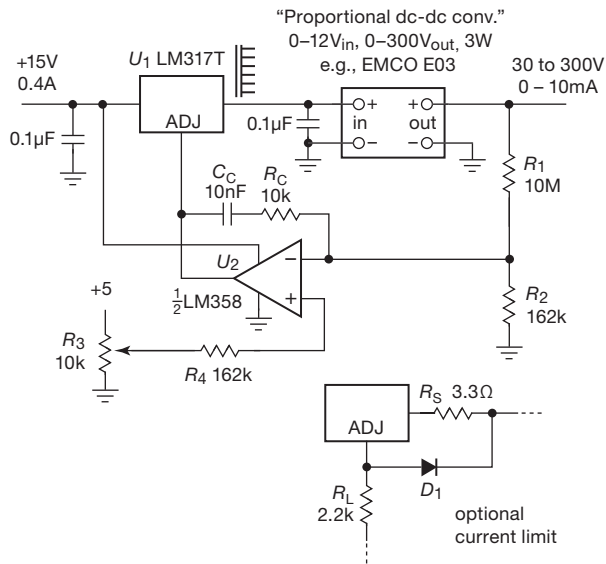 “Proportional dc-dc conv.”
0–12Vin, 0–300Vout, 3W
e.g., EMCO E03
+15V
0.4A
U1 LM317T
30 to 300V
0 – 10mA
ADJ
0.1µF
0.1µF
+
in
−
+
out
−
R1
10M
CC
10nF
RC
10k
U2
−
+
½LM358
R2
162k
+5
R3
10k
R4 162k
RS 3.3Ω
ADJ
D1
RL
2.2k
optional
current limit